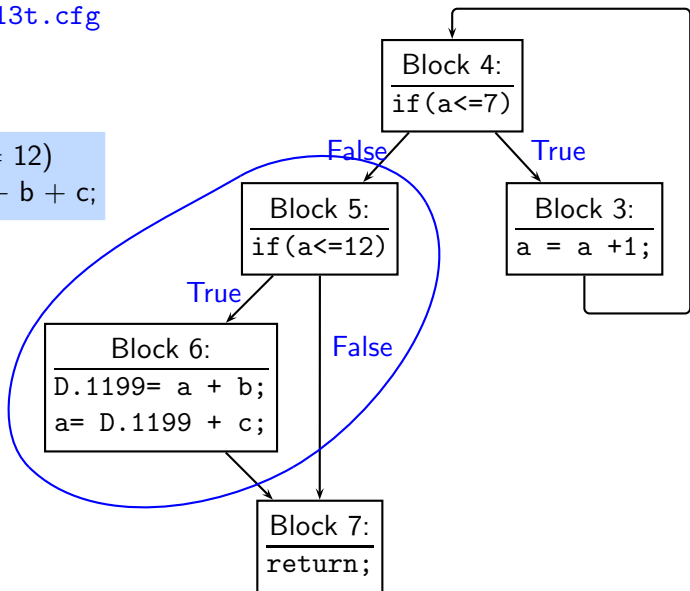 13t.cfg
Block 4:
if(a<=7)
False
True
= 12)
+ b + c;
Block 5:
if(a<=12)
Block 3:
a = a +1;
True
False
Block 6:
D.1199= a + b;
a= D.1199 + c;
Block 7:
return;